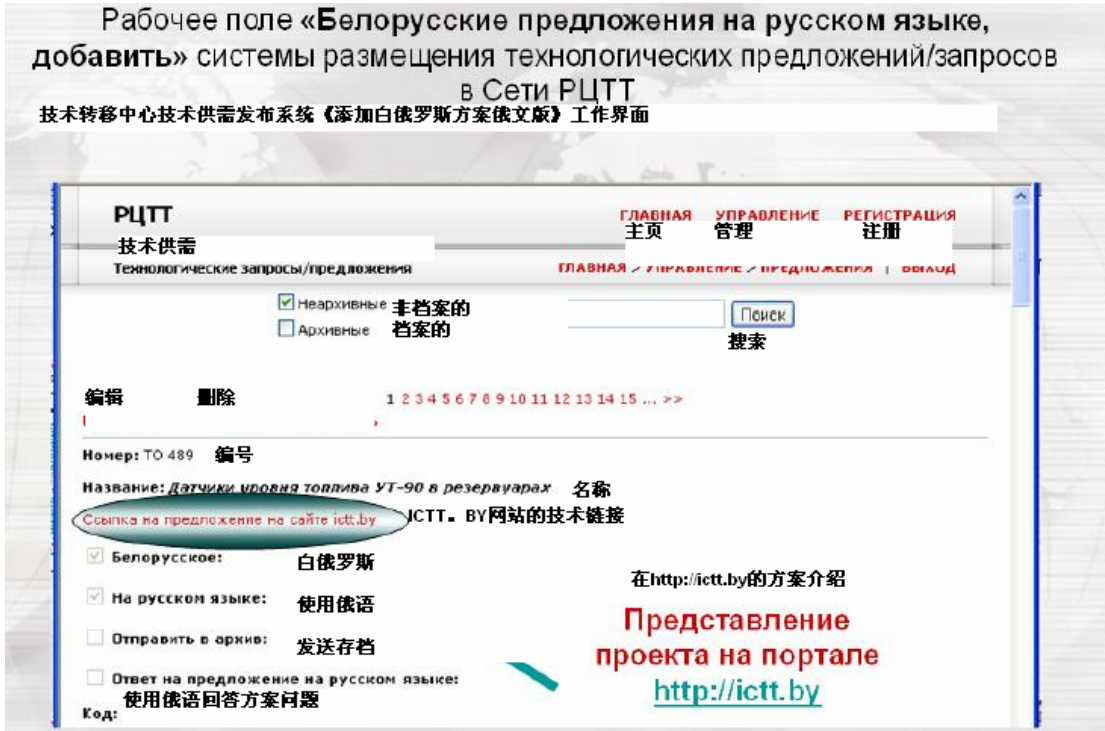 Рабочее поле «Белорусские предложения на русском языке,
добавить» системы размещения технологических предложений/запросов
в Сети РЦТТ
技术转移中心技术供需发布系统《添加白俄罗斯方案俄文版》工作界面
РЦТТ
ГЛАВНАЯ УПРАВЛЕНИЕ РЕГИСТРАЦИЯ
主页 管理 注册
技术供需
Технологические запросы/предложения
ГЛАВНАЯ > УПРАВЛЕНИЕ > ПРЕДЛОЖЕНИЯ | ВЫХОД
Неархивные 非档案的
Поиск
Архивные 档案的
搜索
编辑 删除
1 2 3 4 5 6 7 8 9 10 11 12 13 14 15 ... >>
Номер: ТО 489 编号
Название: Датчики уровня топлива УТ-90 в резервуарах 名称
Ссылка на предложение на сайте ictt.by ICTT。BY网站的技术链接
Белорусское: 白俄罗斯
На русском языке: 使用俄语
Отправить в архив: 发送存档
Ответ на предложение на русском языке:
使用俄语回答方案问题
Код:
在http://ictt.by的方案介绍
Представление
проекта на портале
http://ictt.by